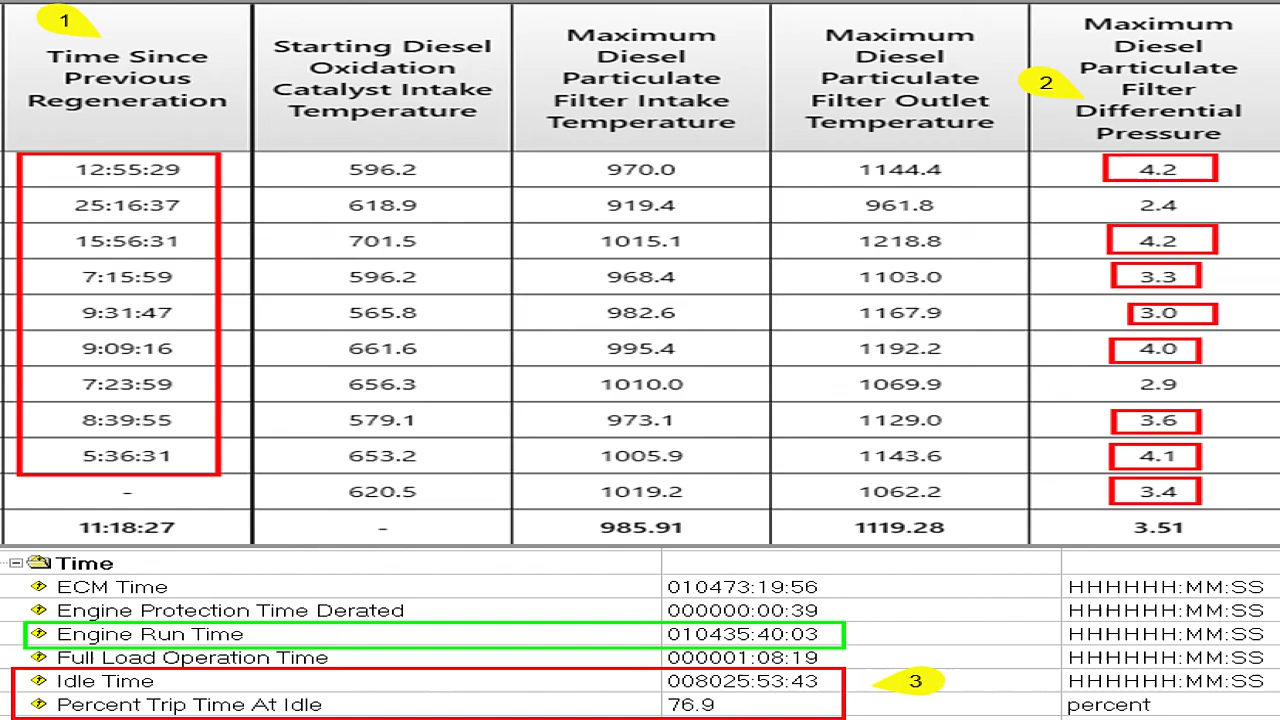 1
Time Since
Previous
Regeneration
Starting Diesel
Oxidation
Catalyst Intake
Temperature
Maximum
Diesel
Particulate
Filter Intake
Temperature
Maximum
Diesel
Particulate
Filter Outlet
Temperature
2
Maximum
Diesel
Particulate
Filter
Differential
Pressure
12:55:29 596.2 970.0 1144.4 4.2
25:16:37 618.9 919.4 961.8 2.4
15:56:31 701.5 1015.1 1218.8 4.2
7:15:59 596.2 968.4 1103.0 3.3
9:31:47 565.8 982.6 1167.9 3.0
9:09:16 661.6 995.4 1192.2 4.0
7:23:59 656.3 1010.0 1069.9 2.9
8:39:55 579.1 973.1 1129.0 3.6
5:36:31 653.2 1005.9 1143.6 4.1
- 620.5 1019.2 1062.2 3.4
11:18:27 - 985.91 1119.28 3.51
Time
ECM Time 010473:19:56 HHHHHH:MM:SS
Engine Protection Time Derated 000000:00:39 HHHHHH:MM:SS
Engine Run Time 010435:40:03 HHHHHH:MM:SS
Full Load Operation Time 000001:08:19 HHHHHH:MM:SS
Idle Time 008025:53:43 3 HHHHHH:MM:SS
Percent Trip Time At Idle 76.9 percent